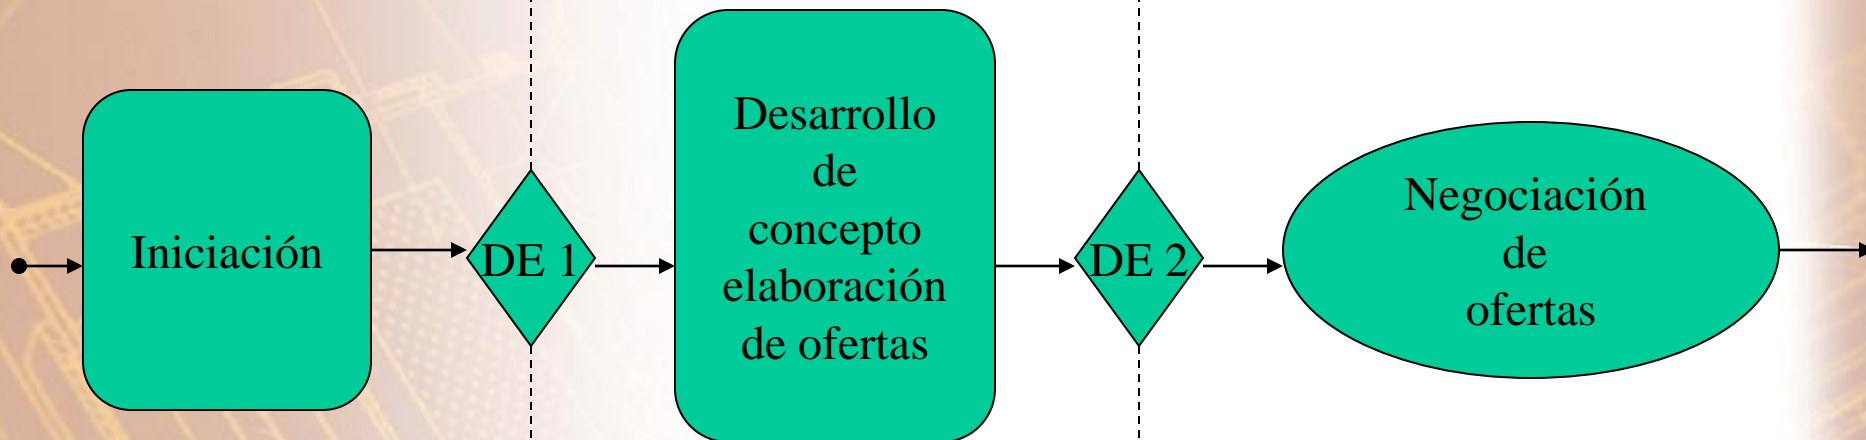 Iniciación
DE 1
Desarrollo
de
concepto
elaboración
de ofertas
DE 2
Negociación
de
ofertas